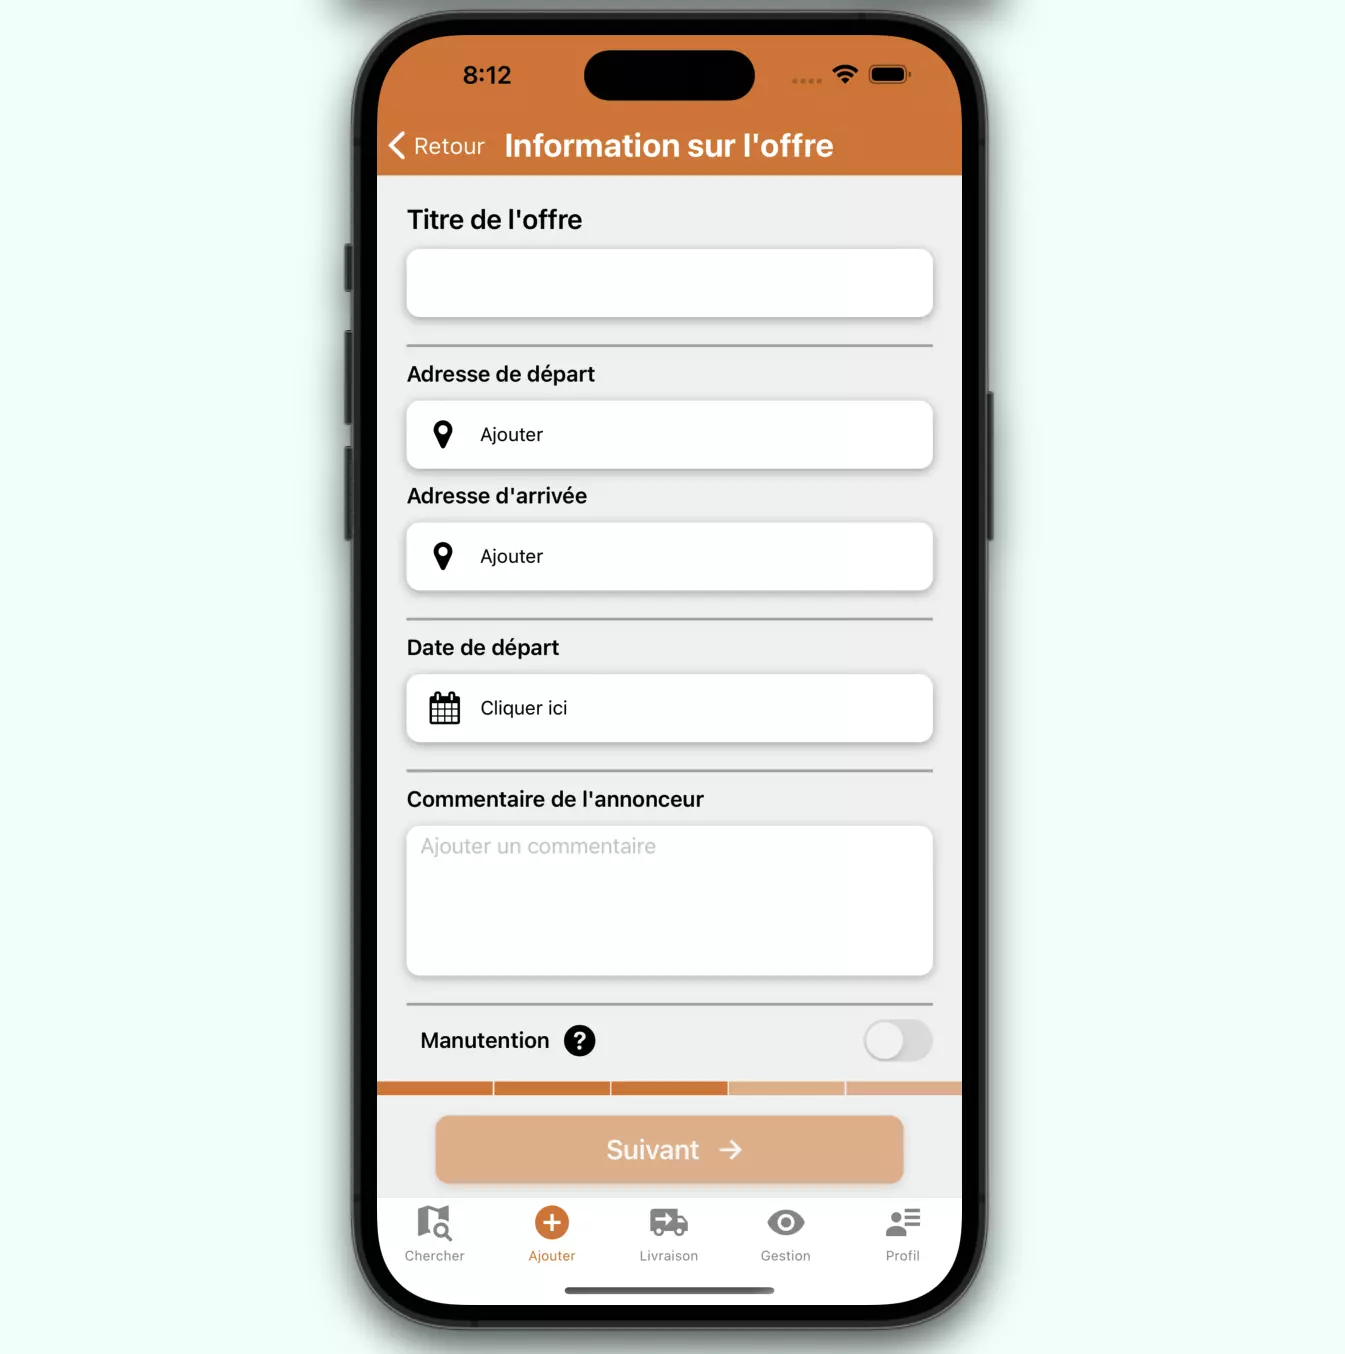 8:12
Retour Information sur l'offre
Titre de l'offre
Adresse de départ
Ajouter
Adresse d'arrivée
Ajouter
Date de départ
Cliquer ici
Commentaire de l'annonceur
Ajouter un commentaire
Manutention ?
Suivant →
Chercher Ajouter Livraison Gestion Profil